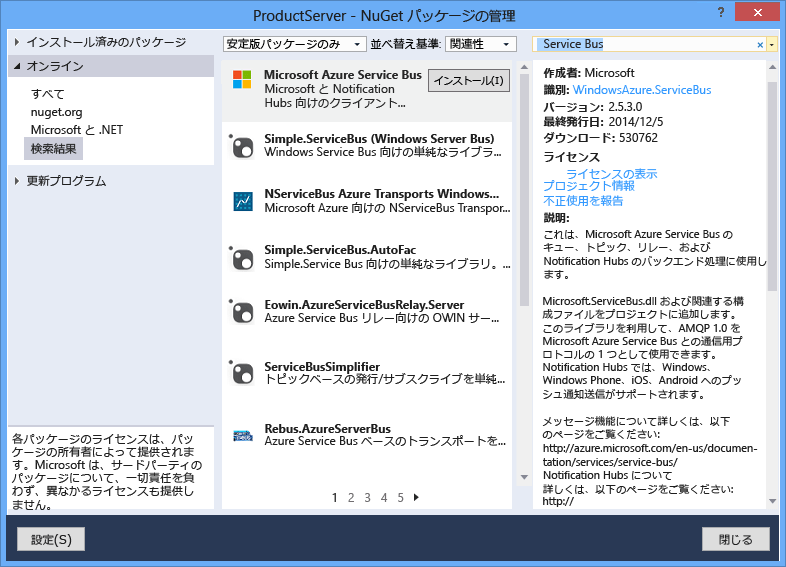 ProductServer - NuGet パッケージの管理
?
×
インストール済みのパッケージ
オンライン
すべて
nuget.org
Microsoft と .NET
検索結果
更新プログラム
各パッケージのライセンスは、パッ
ケージの所有者によって提供されま
す。Microsoft は、サードパーティの
パッケージについて、一切責任を負
わず、異なかるライセンスも提供し
ません。
安定版パッケージのみ
並べ替え基準: 関連性
Microsoft Azure Service Bus
Microsoft と Notification
Hubs 向けのクライアント...
インストール(I)
Simple.ServiceBus (Windows Server Bus)
Windows Service Bus 向けの単純なライブラ...
NServiceBus Azure Transports Windows...
Microsoft Azure 向けの NServiceBus Transpor...
Simple.ServiceBus.AutoFac
Simple.Service Bus 向けの単純なライブラリ。...
Eowin.AzureServiceBusRelay.Server
Azure Service Bus リレー向けの OWIN サー...
ServiceBusSimplifier
トピックベースの発行/サブスクライブを単純...
Rebus.AzureServerBus
Azure Service Bus ベースのトランスポートを...
1 2 3 4 5
Service Bus
×
作成者: Microsoft
識別: WindowsAzure.ServiceBus
バージョン: 2.5.3.0
最終発行日: 2014/12/5
ダウンロード: 530762
ライセンス
ライセンスの表示
プロジェクト情報
不正使用を報告
説明:
これは、Microsoft Azure Service Bus の
キュー、トピック、リレー、および
Notification Hubs のバックエンド処理に使用し
ます。
Microsoft.ServiceBus.dll および関連する構
成ファイルをプロジェクトに追加します。
このライブラリを利用して、AMQP 1.0 を
Microsoft Azure Service Bus との通信用プ
ロトコルの 1 つとして使用できます。
Notification Hubs では、Windows、
Windows Phone、iOS、Android へのプッ
シュ通知送信がサポートされます。
メッセージ機能について詳しくは、以下
のページをご覧ください:
http://azure.microsoft.com/en-us/documen-
tation/services/service-bus/
Notification Hubs について
詳しくは、以下のページをご覧ください:
http://
設定(S)
閉じる